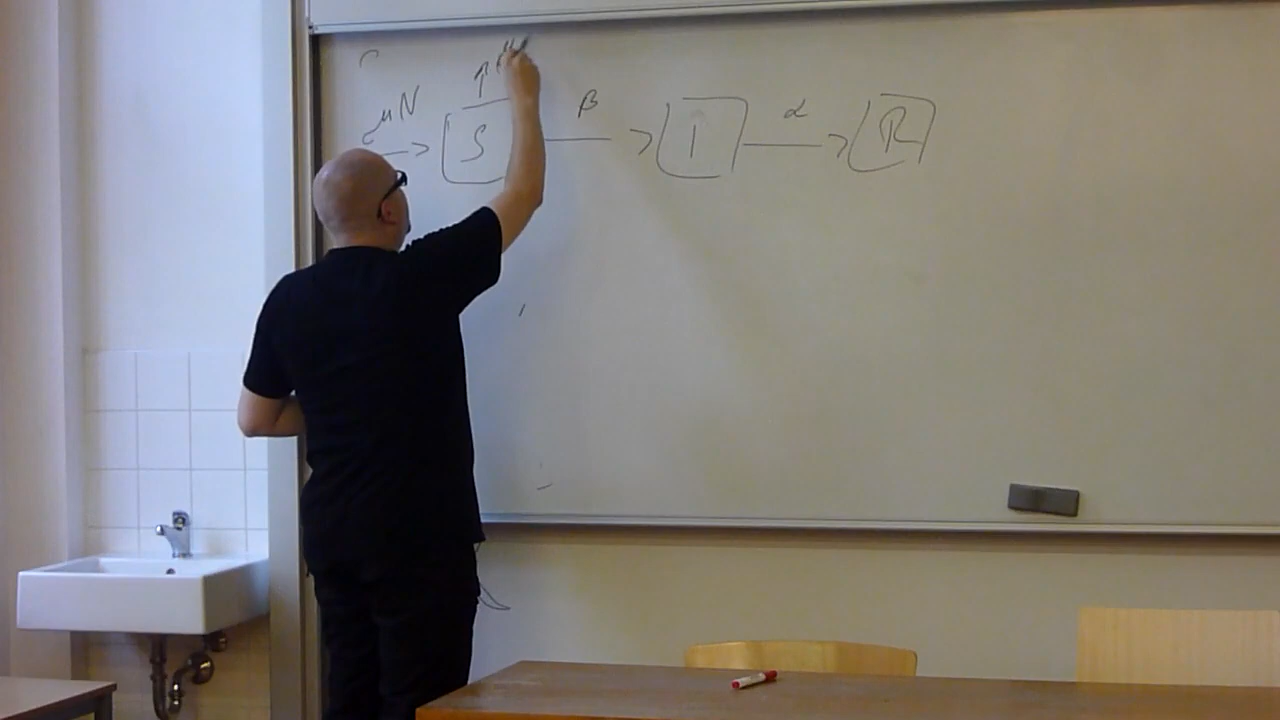 μN → S β → I α → R